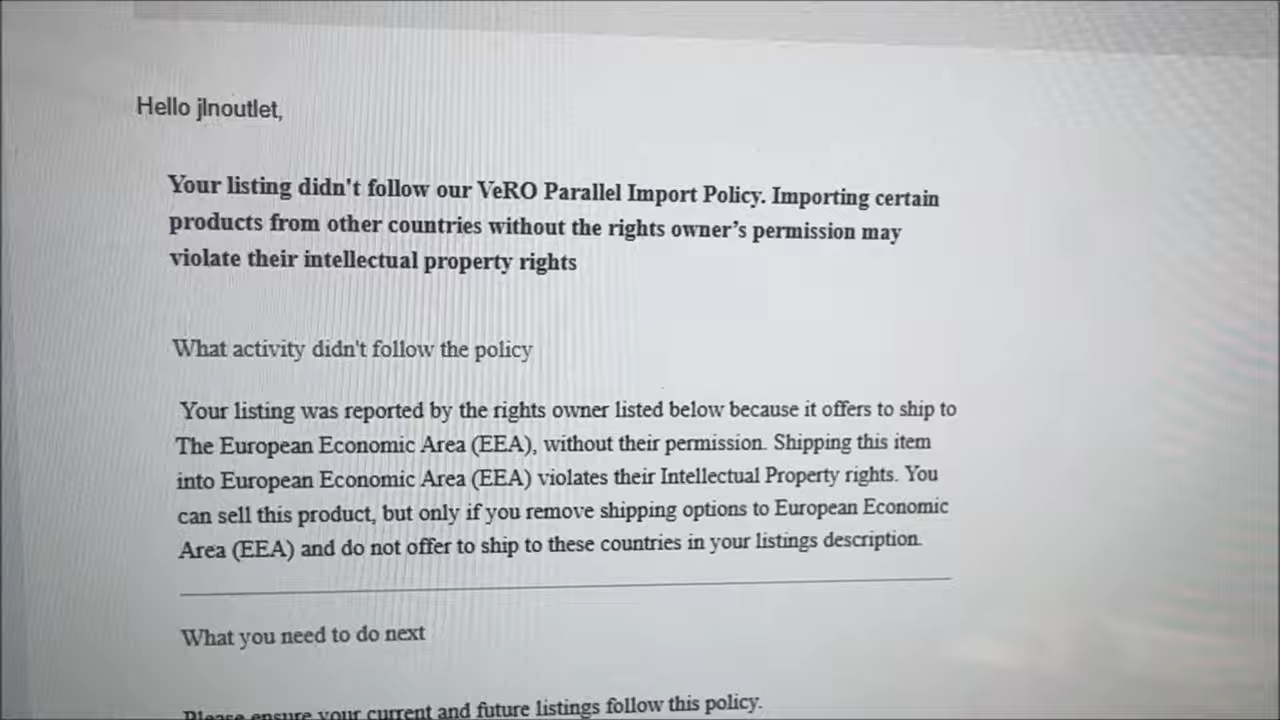 Hello jlnoutlet,
Your listing didn't follow our VeRO Parallel Import Policy. Importing certain
products from other countries without the rights owner’s permission may
violate their intellectual property rights
What activity didn't follow the policy
Your listing was reported by the rights owner listed below because it offers to ship to
The European Economic Area (EEA), without their permission. Shipping this item
into European Economic Area (EEA) violates their Intellectual Property rights. You
can sell this product, but only if you remove shipping options to European Economic
Area (EEA) and do not offer to ship to these countries in your listings description.
What you need to do next
Please ensure your current and future listings follow this policy.